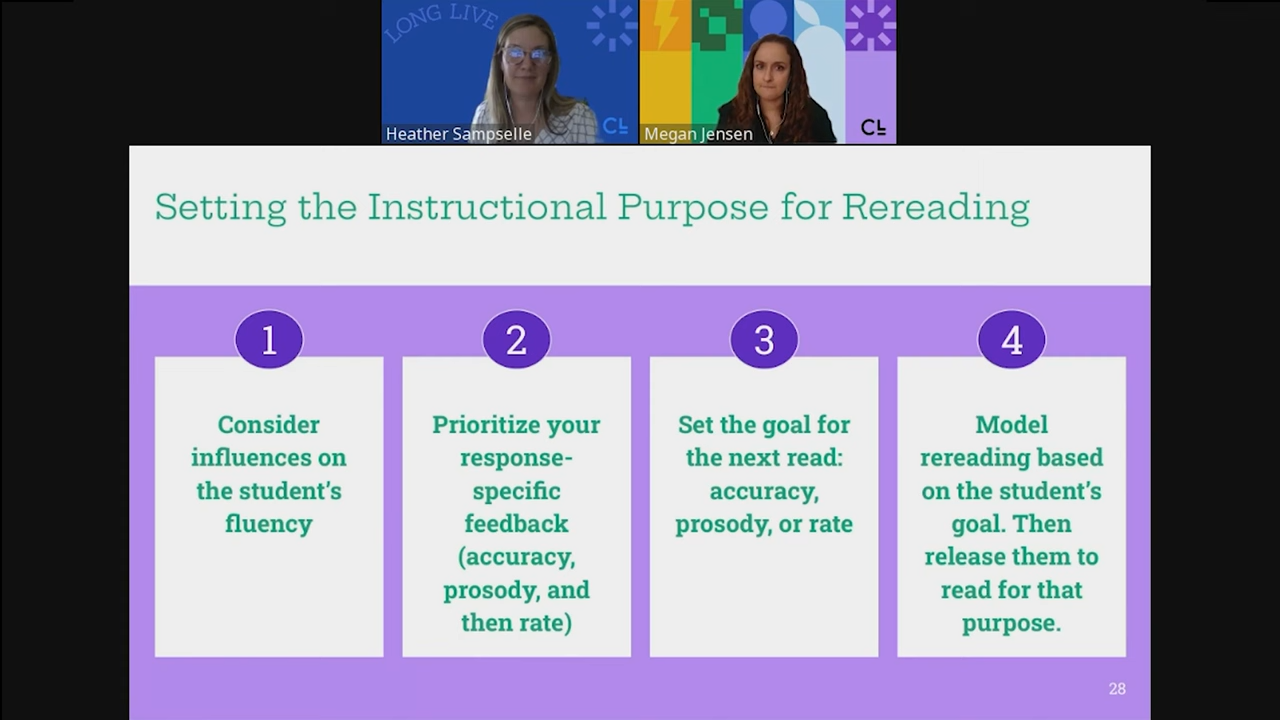 LONG LIVE
CL
CL
Heather Sampselle
Megan Jensen
Setting the Instructional Purpose for Rereading
1
Consider
influences on
the student's
fluency
2
Prioritize your
response-
specific
feedback
(accuracy,
prosody, and
then rate)
3
Set the goal for
the next read:
accuracy,
prosody, or rate
4
Model
rereading based
on the student's
goal. Then
release them to
read for that
purpose.
28